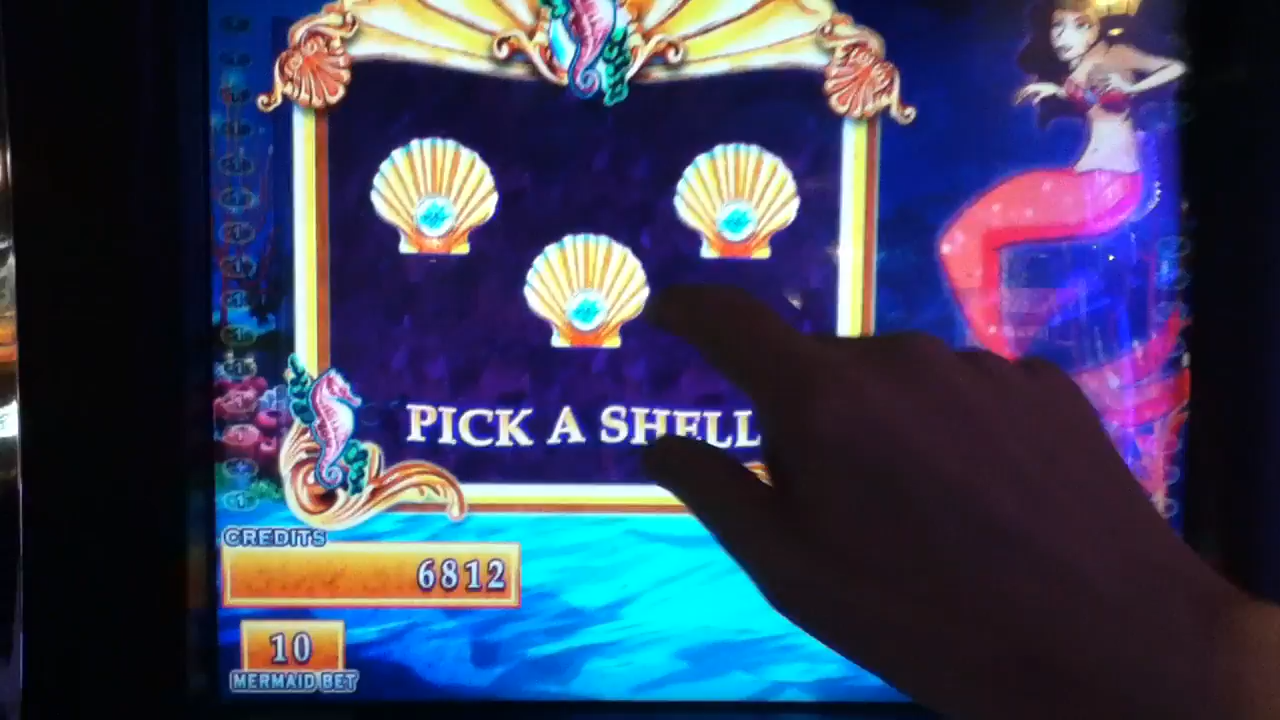 PICK A SHELL
CREDITS
6812
10
MERMAID BET